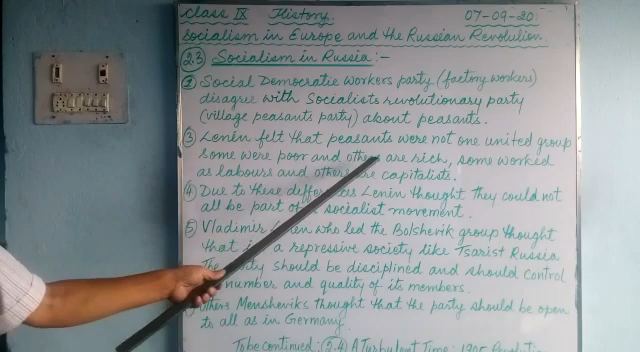 Class IX History. 07-09-20.
Socialism in Europe and the Russian Revolution.
2.3 Socialism in Russia:-
① Social Democratic workers party (factory workers)
disagree with Socialists revolutionary party
(village peasants party) about peasants.
③ Lenin felt that peasants were not one united group
some were poor and others are rich, some worked
as labours and others are capitalists.
④ Due to these differences Lenin thought they could not
all be part of a socialist movement.
⑤ Vladimir Lenin who led the Bolshevik group thought
that in a repressive society like Tsarist Russia
The party should be disciplined and should control
number and quality of its members.
Others Mensheviks thought that the party should be open
to all as in Germany.
To be continued: (2.4) A Turbulent Time: 1905